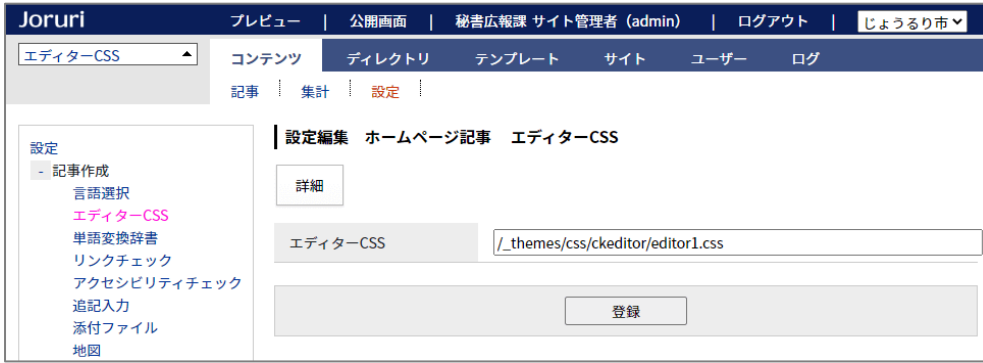 Joruri プレビュー | 公開画面 | 秘書広報課 サイト管理者（admin） | ログアウト | じょうるり市
エディターCSS コンテンツ ディレクトリ テンプレート サイト ユーザー ログ
記事 集計 設定
設定編集 ホームページ記事 エディターCSS
詳細
エディターCSS /_themes/css/ckeditor/editor1.css
登録
設定
- 記事作成
言語選択
エディターCSS
単語変換辞書
リンクチェック
アクセシビリティチェック
追記入力
添付ファイル
地図